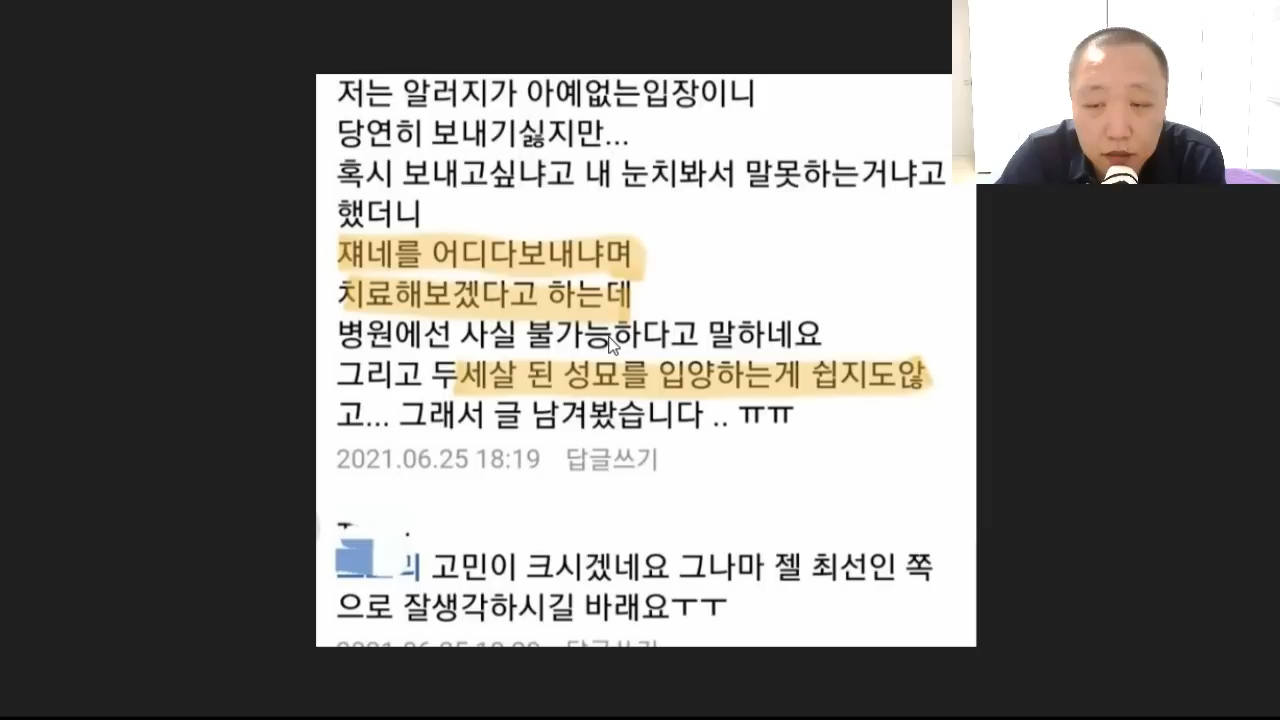 저는 알러지가 아예없는입장이니
당연히 보내기싫지만...
혹시 보내고싶냐고 내 눈치봐서 말못하는거냐고
했더니
쟤네를 어디다보내냐며
치료해보겠다고 하는데
병원에선 사실 불가능하다고 말하네요
그리고 두세살 된 성묘를 입양하는게 쉽지도않
고... 그래서 글 남겨봤습니다 .. ㅠㅠ
2021.06.25 18:19 답글쓰기
고민이 크시겠네요 그나마 젤 최선인 쪽
으로 잘생각하시길 바래요ㅜㅜ